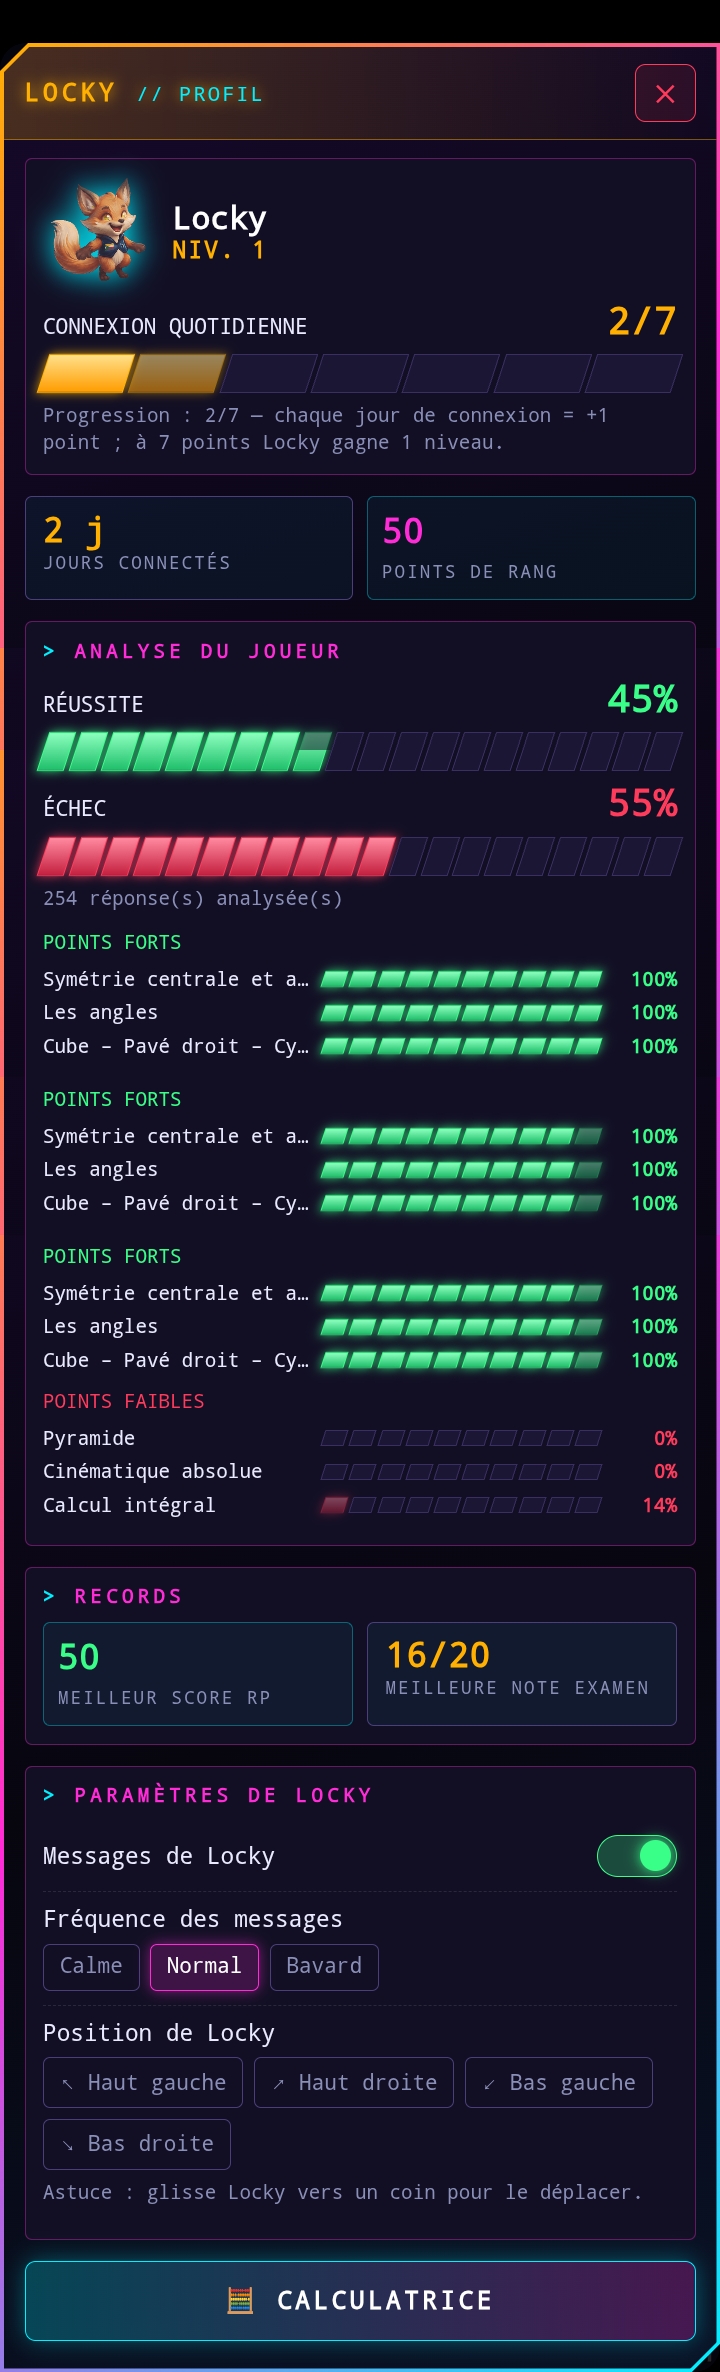 LOCKY // PROFIL
Locky
NIV. 1
CONNEXION QUOTIDIENNE 2/7
Progression : 2/7 — chaque jour de connexion = +1
point ; à 7 points Locky gagne 1 niveau.
2 j
JOURS CONNECTÉS
50
POINTS DE RANG
> ANALYSE DU JOUEUR
RÉUSSITE 45%
ÉCHEC 55%
254 réponse(s) analysée(s)
POINTS FORTS
Symétrie centrale et a… 100%
Les angles 100%
Cube – Pavé droit – Cy… 100%
POINTS FORTS
Symétrie centrale et a… 100%
Les angles 100%
Cube – Pavé droit – Cy… 100%
POINTS FORTS
Symétrie centrale et a… 100%
Les angles 100%
Cube – Pavé droit – Cy… 100%
POINTS FAIBLES
Pyramide 0%
Cinématique absolue 0%
Calcul intégral 14%
> RECORDS
50
MEILLEUR SCORE RP
16/20
MEILLEURE NOTE EXAMEN
> PARAMÈTRES DE LOCKY
Messages de Locky
Fréquence des messages
Calme Normal Bavard
Position de Locky
↖ Haut gauche ↗ Haut droite ↙ Bas gauche
↘ Bas droite
Astuce : glisse Locky vers un coin pour le déplacer.
🧮 CALCULATRICE